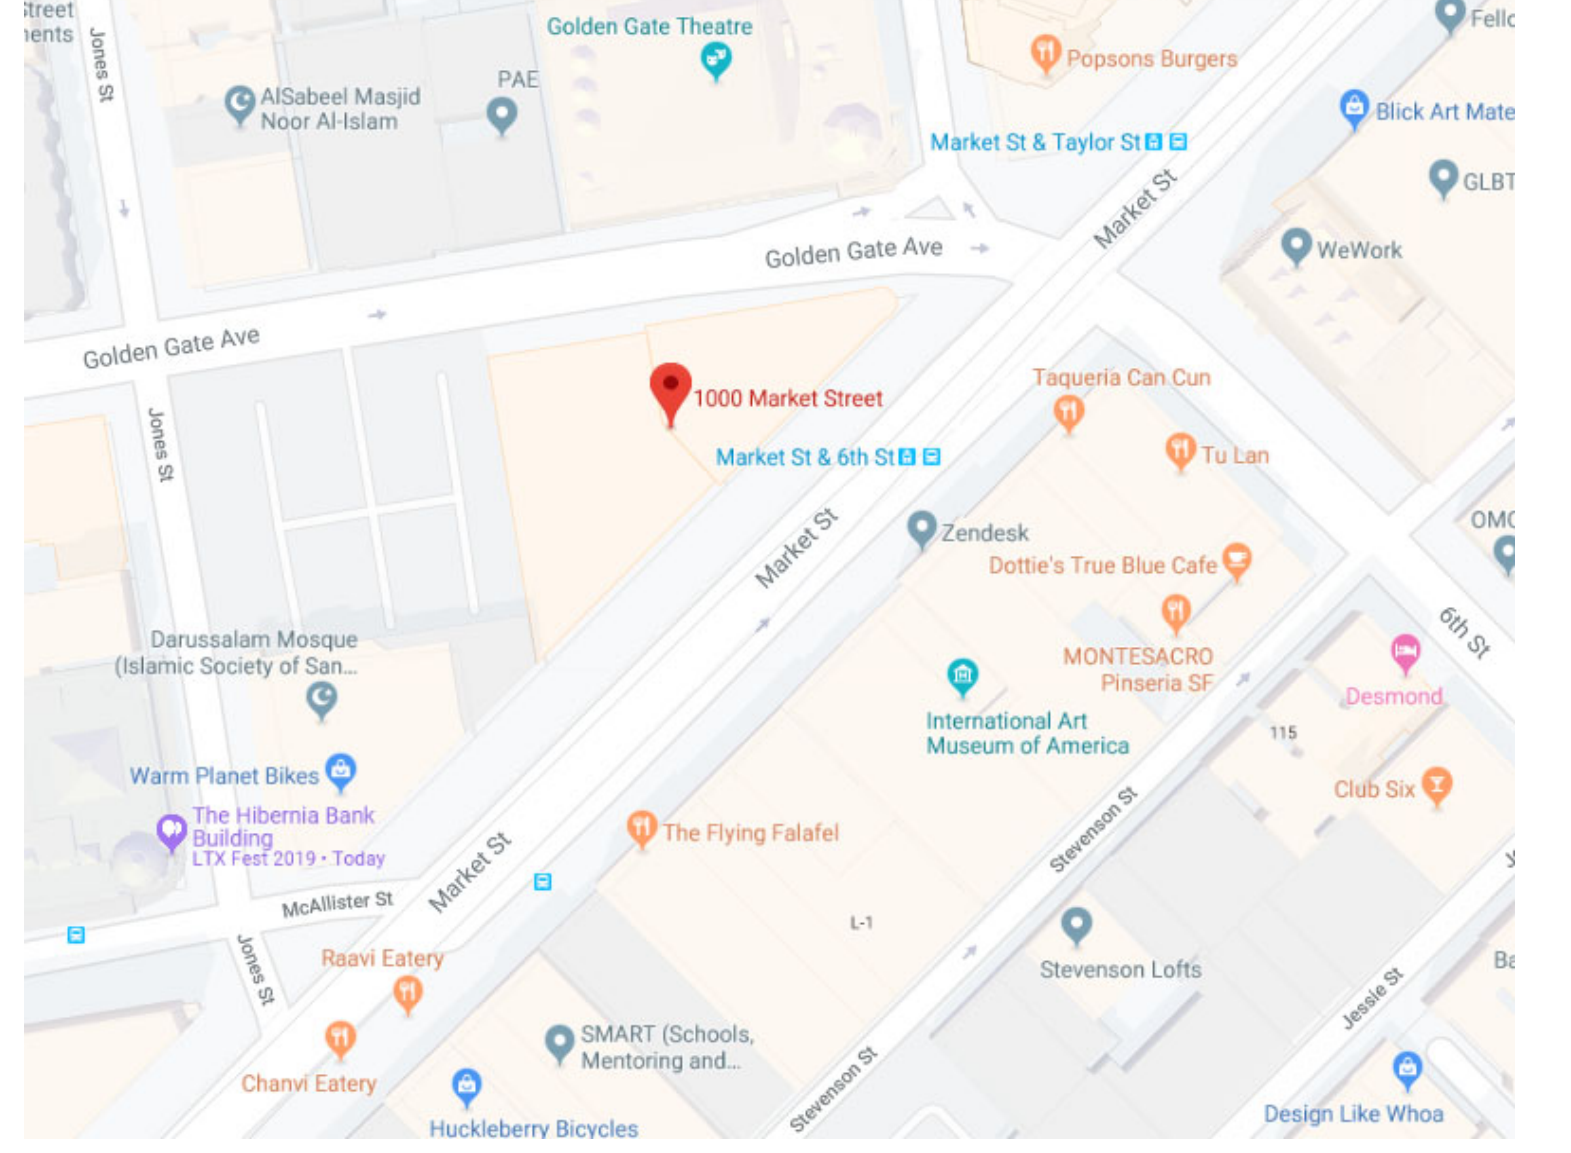 Street
Jones St
AlSabeel Masjid
Noor Al-Islam
PAE
Golden Gate Theatre
Popsons Burgers
Market St & Taylor St
Blick Art Mate
GLBT
WeWork
Market St
Golden Gate Ave
Golden Gate Ave
Jones St
1000 Market Street
Market St & 6th St
Taqueria Can Cun
Tu Lan
Market St
Zendesk
Dottie's True Blue Cafe
MONTESACRO
Pinseria SF
6th St
Desmond
115
Club Six
International Art
Museum of America
Darussalam Mosque
(Islamic Society of San...
Warm Planet Bikes
The Hibernia Bank
Building
LTX Fest 2019 • Today
The Flying Falafel
Market St
McAllister St
Stevenson St
L-1
Jones St
Raavi Eatery
Chanvi Eatery
Stevenson Lofts
Jessie St
SMART (Schools,
Mentoring and...
Stevenson St
Huckleberry Bicycles
Design Like Whoa